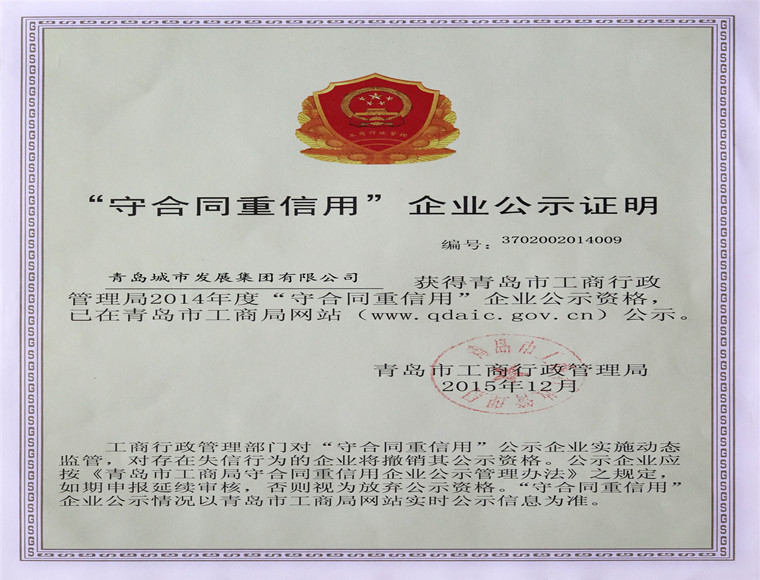 工商行政管理
“守合同重信用”企业公示证明
编号：3702002014009
青岛城市发展集团有限公司 获得青岛市工商行政
管理局2014年度“守合同重信用”企业公示资格，
已在青岛市工商局网站（www.qdaic.gov.cn）公示。
青岛市工商行政管理局
2015年12月
工商行政管理部门对“守合同重信用”公示企业实施动态
监管，对存在失信行为的企业将撤销其公示资格。公示企业应
按《青岛市工商局守合同重信用企业公示管理办法》之规定，
如期申报延续审核，否则视为放弃公示资格。“守合同重信用”
企业公示情况以青岛市工商局网站实时公示信息为准。